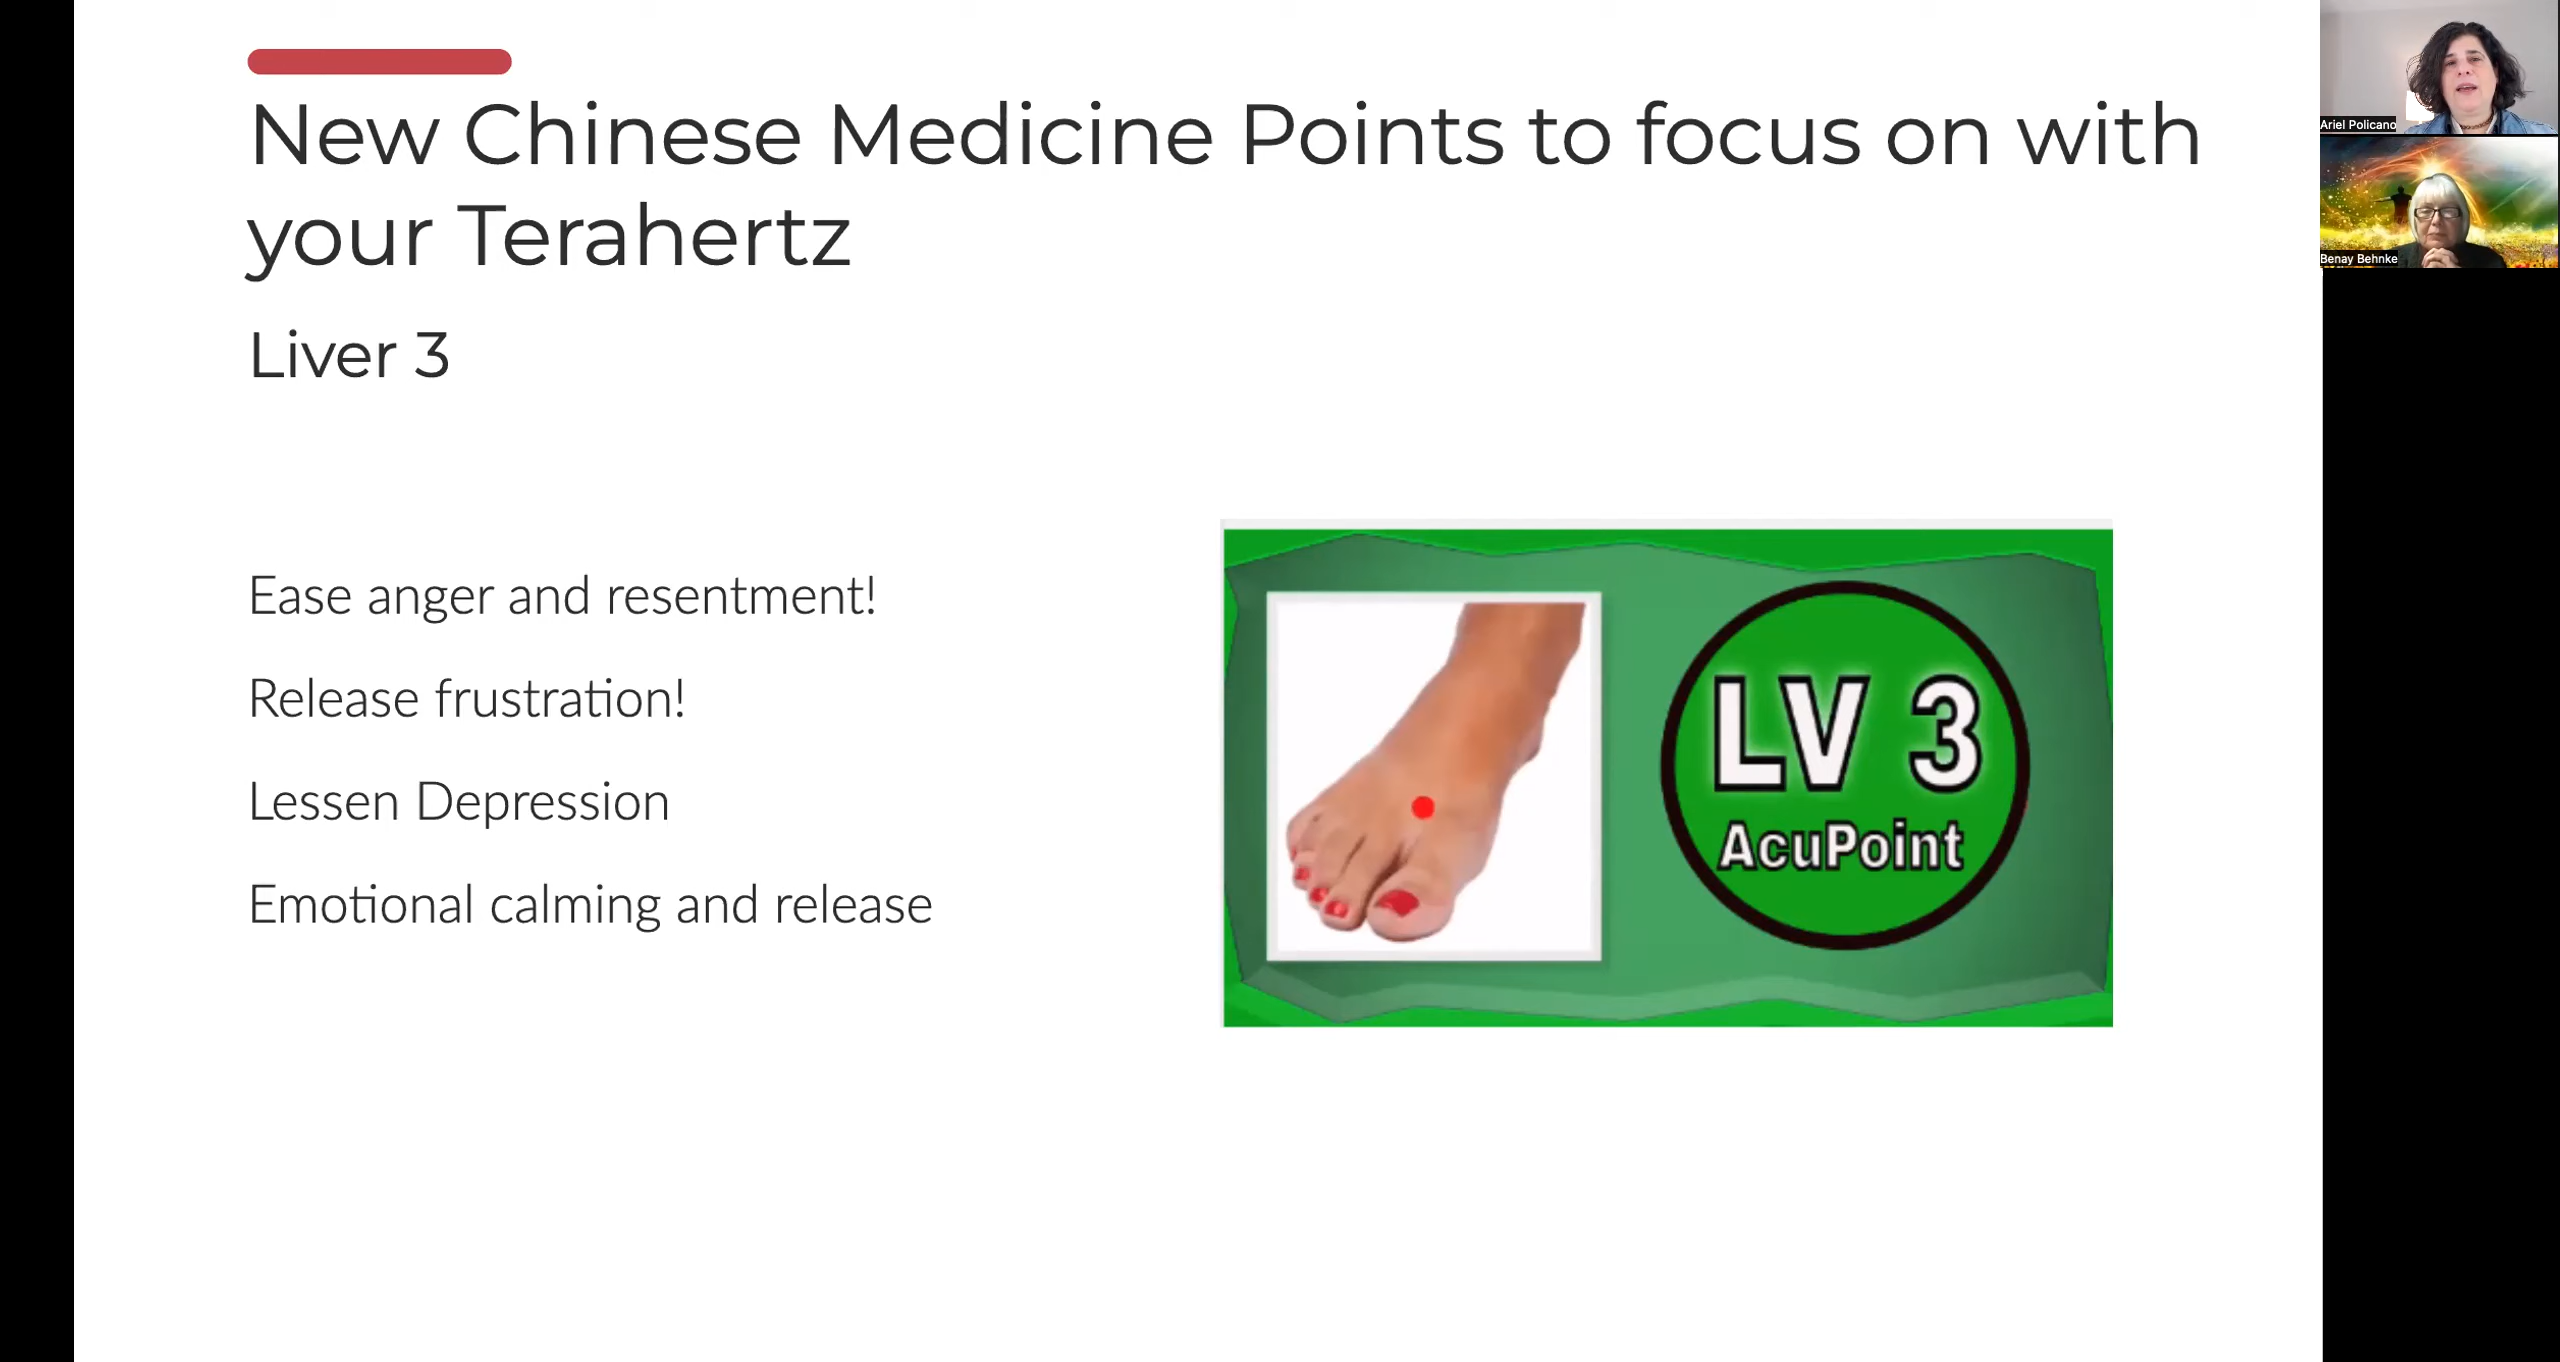 New Chinese Medicine Points to focus on with
your Terahertz
Liver 3
Ease anger and resentment!
Release frustration!
Lessen Depression
Emotional calming and release
LV 3
AcuPoint
Ariel Policano
Benay Behnke